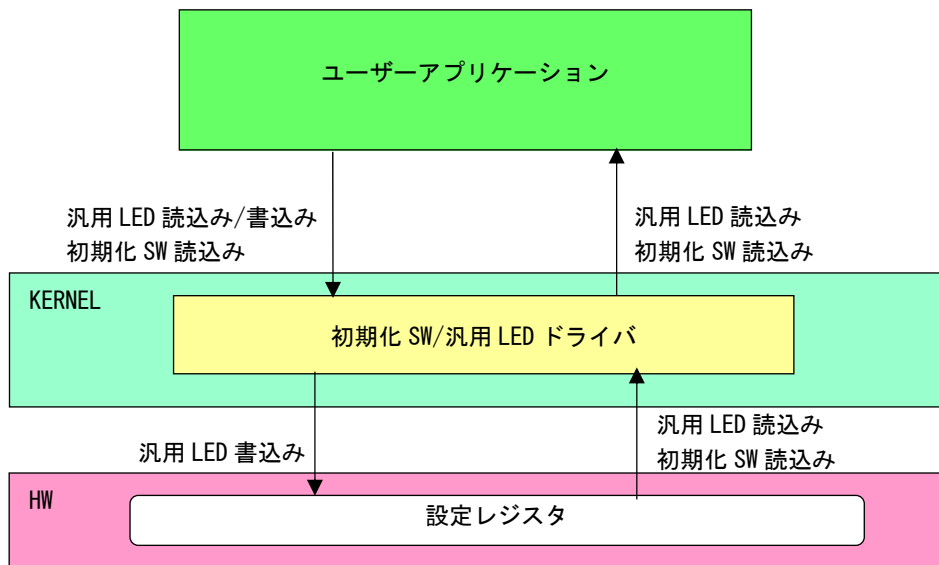 ユーザーアプリケーション
汎用 LED 読込み/書込み
初期化 SW 読込み
汎用 LED 読込み
初期化 SW 読込み
KERNEL
初期化 SW/汎用 LED ドライバ
汎用 LED 書込み
汎用 LED 読込み
初期化 SW 読込み
HW
設定レジスタ